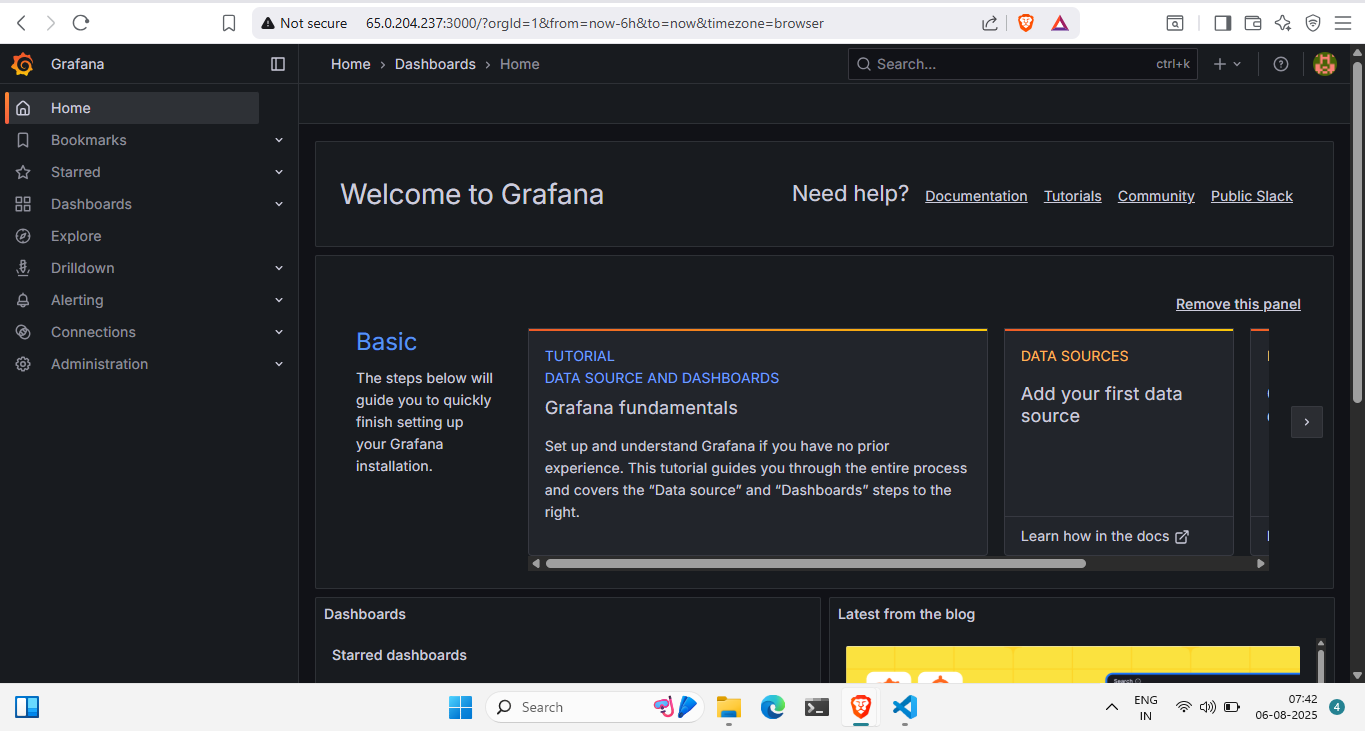 Not secure 65.0.204.237:3000/?orgId=1&from=now-6h&to=now&timezone=browser
Grafana
Home › Dashboards › Home
Search... ctrl+k
Home
Bookmarks
Starred
Dashboards
Explore
Drilldown
Alerting
Connections
Administration
Welcome to Grafana
Need help? Documentation Tutorials Community Public Slack
Remove this panel
Basic
The steps below will
guide you to quickly
finish setting up
your Grafana
installation.
TUTORIAL
DATA SOURCE AND DASHBOARDS
Grafana fundamentals
Set up and understand Grafana if you have no prior
experience. This tutorial guides you through the entire process
and covers the “Data source” and “Dashboards” steps to the
right.
DATA SOURCES
Add your first data
source
Learn how in the docs
Dashboards
Starred dashboards
Latest from the blog
Search
Search
ENG
IN
07:42
06-08-2025
4